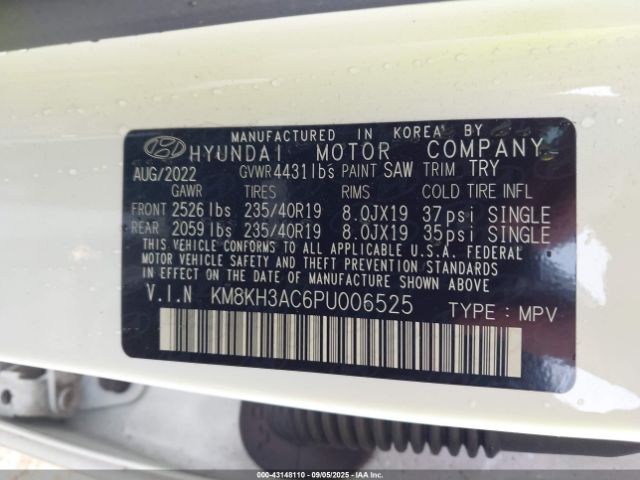 MANUFACTURED IN KOREA BY
HYUNDAI MOTOR COMPANY
AUG/2022 GVWR 4431 lbs PAINT SAW TRIM TRY
GAWR TIRES RIMS COLD TIRE INFL
FRONT 2526 lbs 235/40R19 8.0JX19 37 psi SINGLE
REAR 2059 lbs 235/40R19 8.0JX19 35 psi SINGLE
THIS VEHICLE CONFORMS TO ALL APPLICABLE U.S.A. FEDERAL
MOTOR VEHICLE SAFETY AND THEFT PREVENTION STANDARDS
IN EFFECT ON THE DATE OF MANUFACTURE SHOWN ABOVE.
V.I.N KM8KH3AC6PU006525 TYPE : MPV
000-43148110 - 09/05/2025 - IAAI